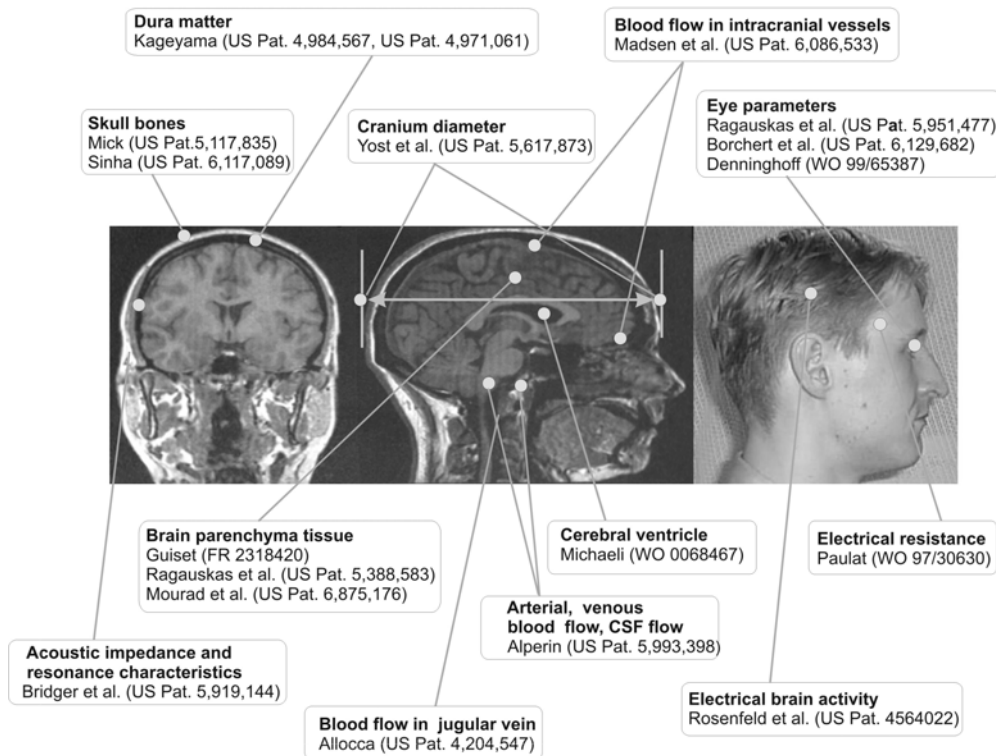 Dura matter
Kageyama (US Pat. 4,984,567, US Pat. 4,971,061)
Blood flow in intracranial vessels
Madsen et al. (US Pat. 6,086,533)
Skull bones
Mick (US Pat.5,117,835)
Sinha (US Pat. 6,117,089)
Cranium diameter
Yost et al. (US Pat. 5,617,873)
Eye parameters
Ragauskas et al. (US Pat. 5,951,477)
Borchert et al. (US Pat. 6,129,682)
Denninghoff (WO 99/65387)
Brain parenchyma tissue
Guiset (FR 2318420)
Ragauskas et al. (US Pat. 5,388,583)
Mourad et al. (US Pat. 6,875,176)
Cerebral ventricle
Michaeli (WO 0068467)
Electrical resistance
Paulat (WO 97/30630)
Arterial, venous
blood flow, CSF flow
Alperin (US Pat. 5,993,398)
Acoustic impedance and
resonance characteristics
Bridger et al. (US Pat. 5,919,144)
Electrical brain activity
Rosenfeld et al. (US Pat. 4564022)
Blood flow in jugular vein
Allocca (US Pat. 4,204,547)